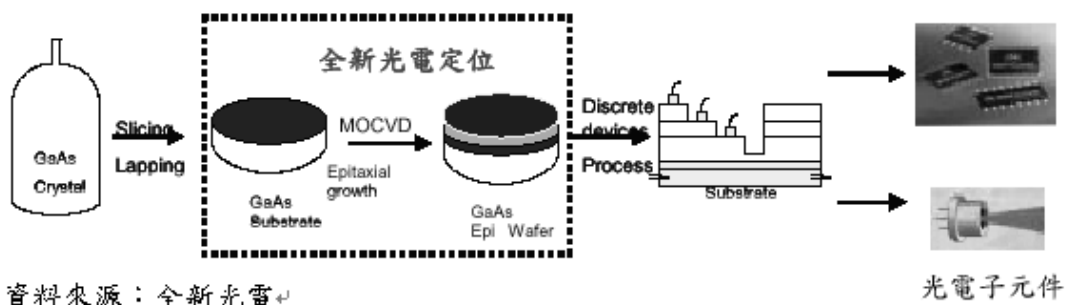 全新光電定位
GaAs
Crystal
Slicing
Lapping
GaAs
Substrate
MOCVD
Epitaxial
growth
GaAs
Epi Wafer
Discrete
devices
Process
Substrate
光電子元件
資料來源：全新光電